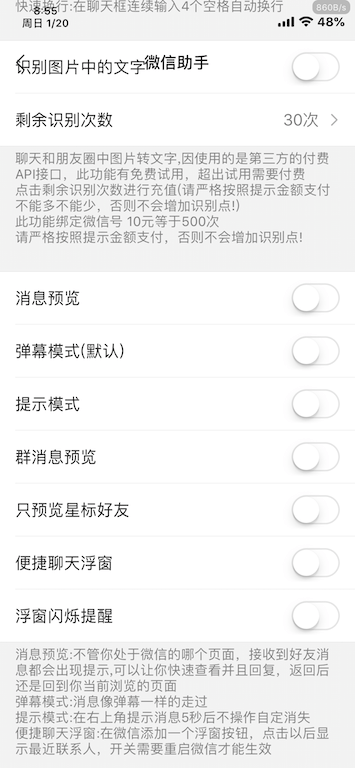 快速换行:在聊天框连续输入4个空格自动换行
8:55
860B/s
周日 1/20
48%
识别图片中的文字
微信助手
剩余识别次数
30次
聊天和朋友圈中图片转文字,因使用的是第三方的付费
API接口，此功能有免费试用，超出试用需要付费
点击剩余识别次数进行充值(请严格按照提示金额支付
不能多不能少，否则不会增加识别点!)
此功能绑定微信号 10元等于500次
请严格按照提示金额支付，否则不会增加识别点!
消息预览
弹幕模式(默认)
提示模式
群消息预览
只预览星标好友
便捷聊天浮窗
浮窗闪烁提醒
消息预览:不管你处于微信的哪个页面，接收到好友消
息都会出现提示,可以让你快速查看并且回复，返回后
还是回到你当前浏览的页面
弹幕模式:消息像弹幕一样的走过
提示模式:在右上角提示消息5秒后不操作自定消失
便捷聊天浮窗:在微信添加一个浮窗按钮，点击以后显
示最近联系人，开关需要重启微信才能生效